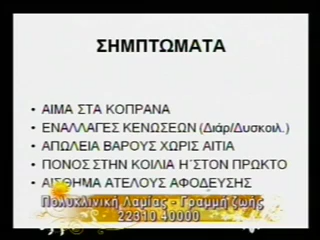 ΣΗΜΠΤΩΜΑΤΑ
• ΑΙΜΑ ΣΤΑ ΚΟΠΡΑΝΑ
• ΕΝΑΛΛΑΓΕΣ ΚΕΝΩΣΕΩΝ (Διάρ/Δυσκοιλ.)
• ΑΠΩΛΕΙΑ ΒΑΡΟΥΣ ΧΩΡΙΣ ΑΙΤΙΑ
• ΠΟΝΟΣ ΣΤΗΝ ΚΟΙΛΙΑ Η΄ΣΤΟΝ ΠΡΩΚΤΟ
• ΑΙΣΘΗΜΑ ΑΤΕΛΟΥΣ ΑΦΟΔΕΥΣΗΣ
Πολυκλινική Λαμίας - Γραμμή ζωής
22310 40000